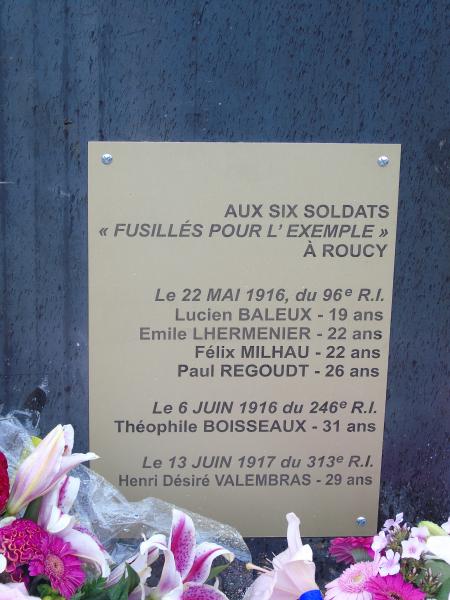 AUX SIX SOLDATS
« FUSILLÉS POUR L' EXEMPLE »
À ROUCY
Le 22 MAI 1916, du 96e R.I.
Lucien BALEUX - 19 ans
Emile LHERMENIER - 22 ans
Félix MILHAU - 22 ans
Paul REGOUDT - 26 ans
Le 6 JUIN 1916 du 246e R.I.
Théophile BOISSEAUX - 31 ans
Le 13 JUIN 1917 du 313e R.I.
Henri Désiré VALEMBRAS - 29 ans